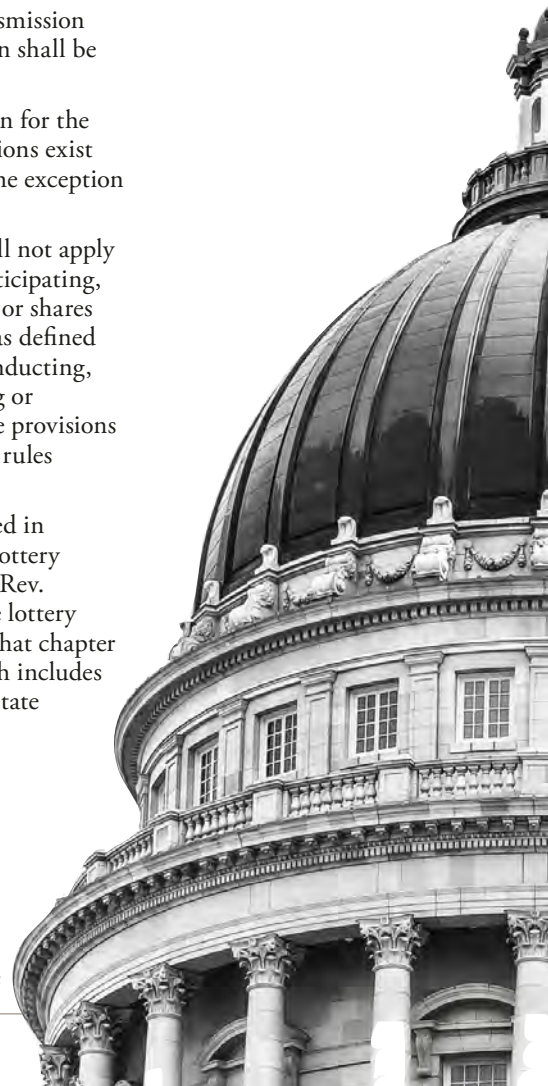 smission
n shall be
n for the
ions exist
ne exception
ll not apply
ticipating,
or shares
as defined
nducting,
g or
e provisions
rules
ed in
ottery
Rev.
e lottery
hat chapter
h includes
tate